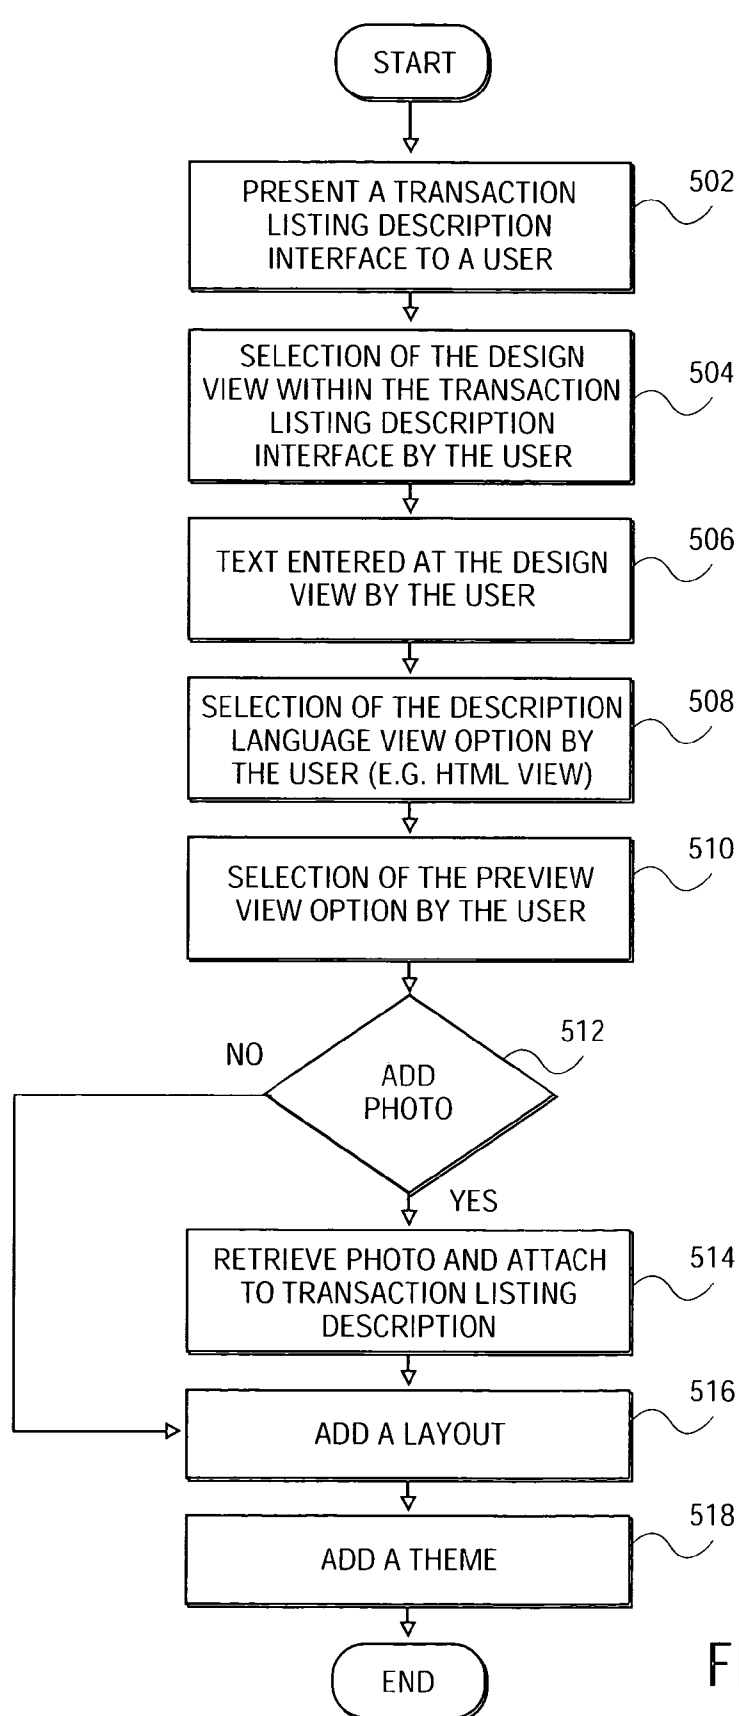 START
PRESENT A TRANSACTION
LISTING DESCRIPTION
INTERFACE TO A USER
502
SELECTION OF THE DESIGN
VIEW WITHIN THE TRANSACTION
LISTING DESCRIPTION
INTERFACE BY THE USER
504
TEXT ENTERED AT THE DESIGN
VIEW BY THE USER
506
SELECTION OF THE DESCRIPTION
LANGUAGE VIEW OPTION BY
THE USER (E.G. HTML VIEW)
508
SELECTION OF THE PREVIEW
VIEW OPTION BY THE USER
510
ADD
PHOTO
512
NO
YES
RETRIEVE PHOTO AND ATTACH
TO TRANSACTION LISTING
DESCRIPTION
514
ADD A LAYOUT
516
ADD A THEME
518
END